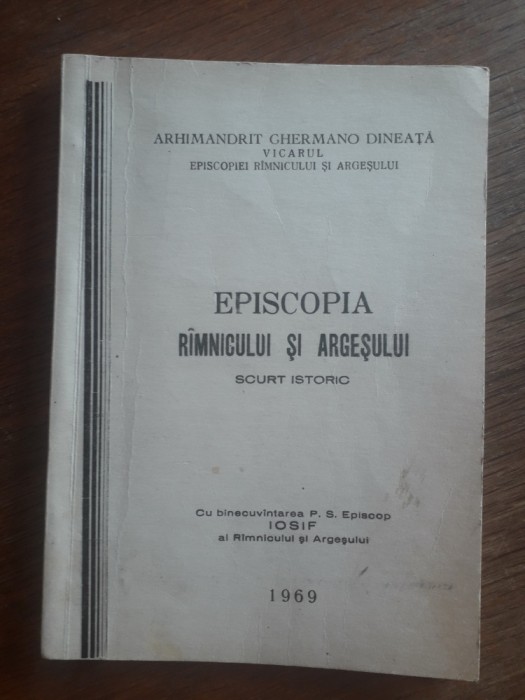 ARHIMANDRIT GHERMANO DINEAȚĂ
VICARUL
EPISCOPIEI RÎMNICULUI ȘI ARGEȘULUI
EPISCOPIA
RÎMNICULUI ȘI ARGEȘULUI
SCURT ISTORIC
Cu binecuvîntarea P. S. Episcop
IOSIF
al Rîmnicului și Argeșului
1969